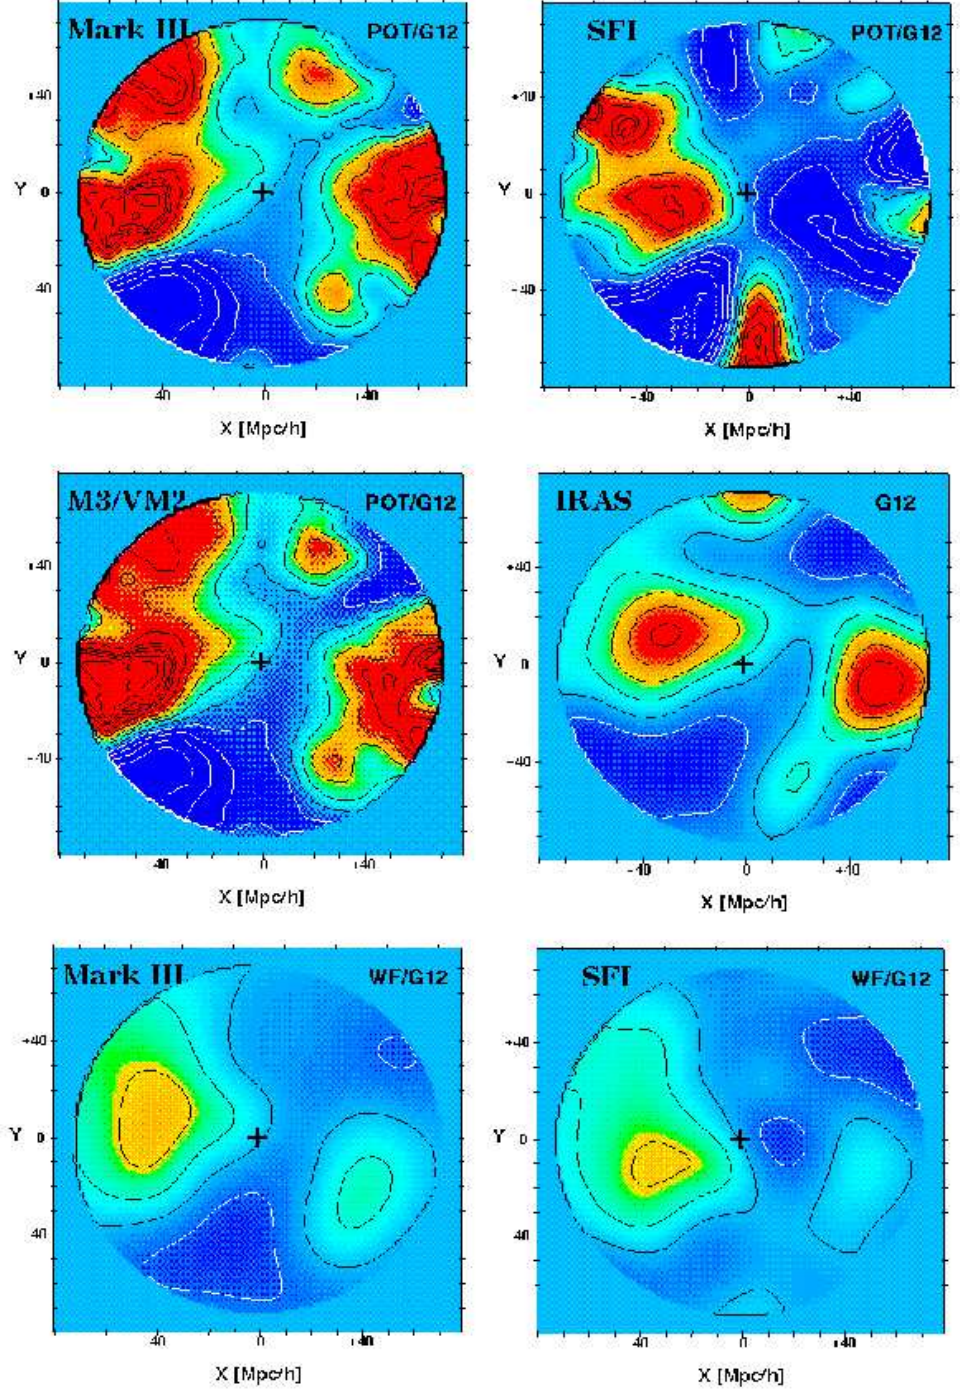 Mark III POT/G12
+40
Y 0
40
40 0 +40
X [Mpc/h]
SFI POT/G12
+40
Y 0
-40
-40 0 +40
X [Mpc/h]
M3/VM2 POT/G12
+40
Y 0
-40
40 0 +40
X [Mpc/h]
IRAS G12
+40
Y 0
-40
-40 0 +40
X [Mpc/h]
Mark III WF/G12
+40
Y 0
40
40 0 +40
X [Mpc/h]
SFI WF/G12
+40
Y 0
40
40 0 +40
X [Mpc/h]